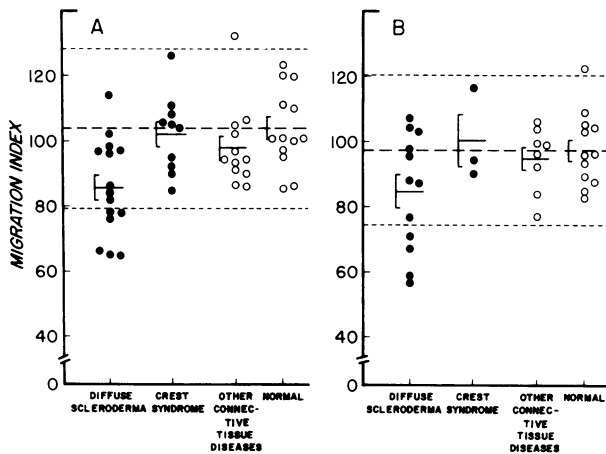 A
B
MIGRATION INDEX
120
100
80
60
40
0
DIFFUSE
SCLERODERMA
CREST
SYNDROME
OTHER
CONNEC-
TIVE
TISSUE
DISEASES
NORMAL
120
100
80
60
40
0
DIFFUSE
SCLERODERMA
CREST
SYNDROME
OTHER
CONNEC-
TIVE
TISSUE
DISEASES
NORMAL